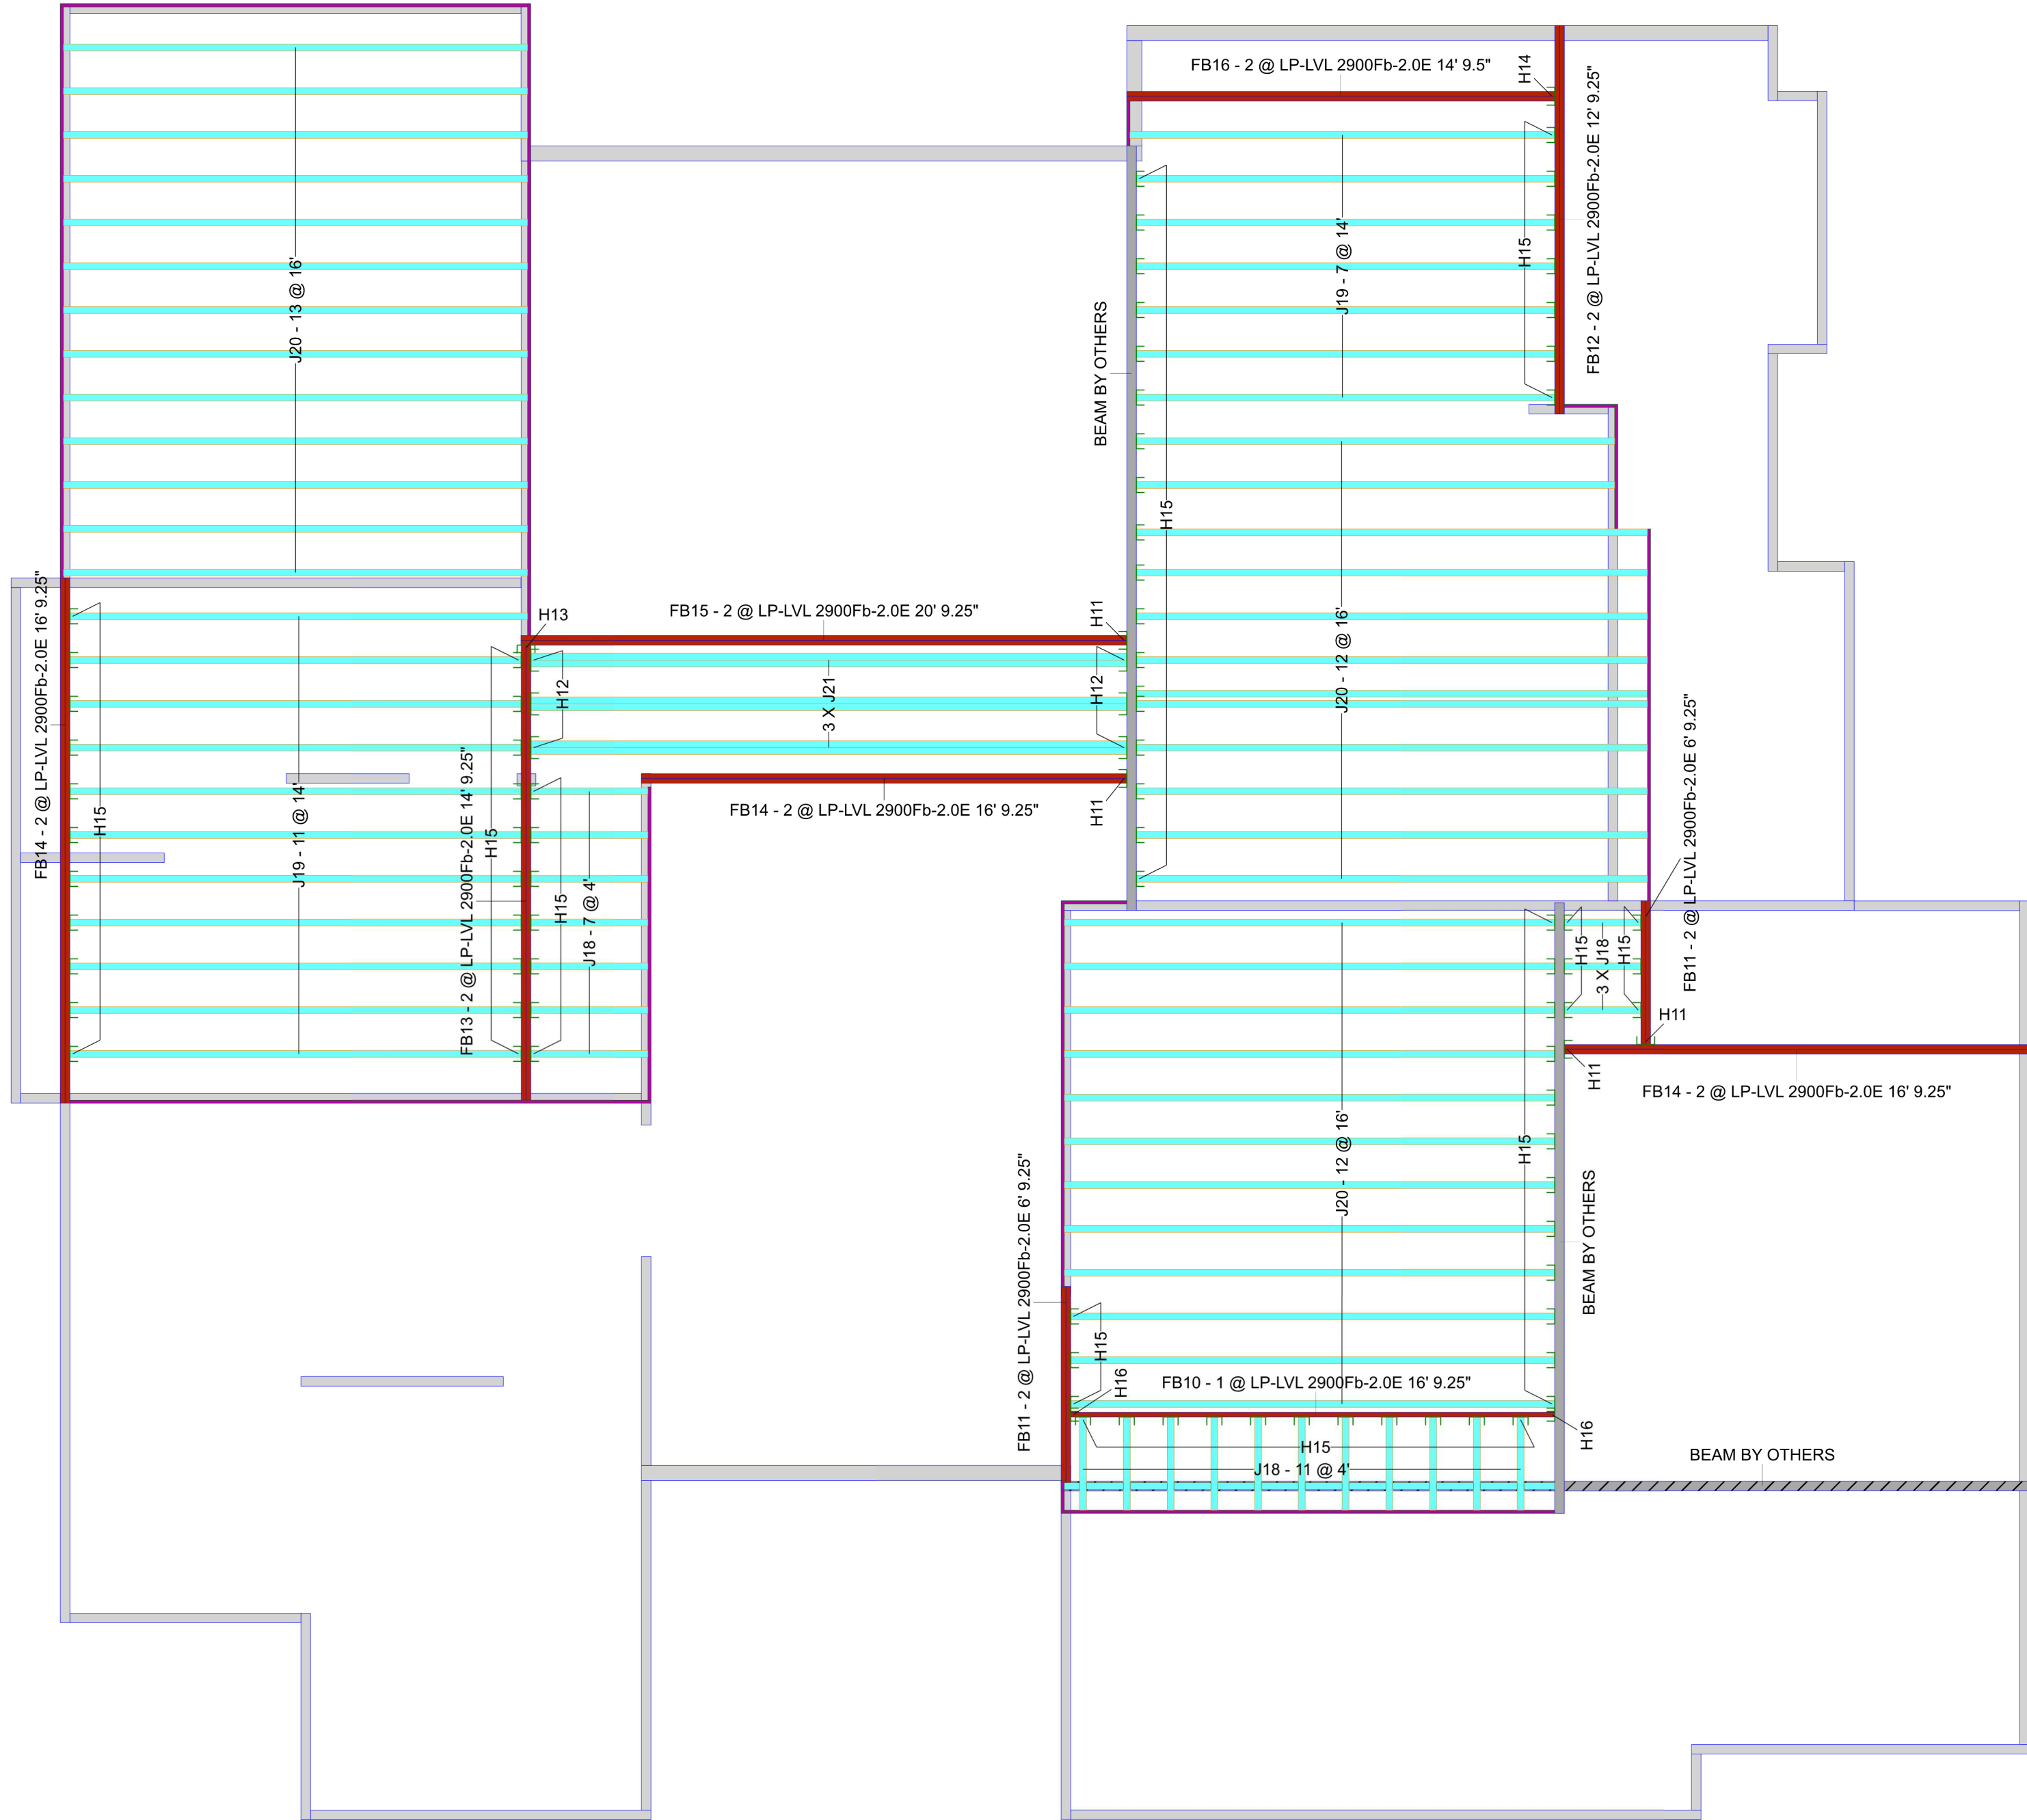 FB16 - 2 @ LP-LVL 2900Fb-2.0E 14' 9.5"
H14
FB12 - 2 @ LP-LVL 2900Fb-2.0E 12' 9.25"
J20 - 13 @ 16'
J19 - 7 @ 14'
H15
BEAM BY OTHERS
H15
FB14 - 2 @ LP-LVL 2900Fb-2.0E 16' 9.25"
H13
FB15 - 2 @ LP-LVL 2900Fb-2.0E 20' 9.25"
H11
H12
3 X J21
H12
J20 - 12 @ 16'
FB11 - 2 @ LP-LVL 2900Fb-2.0E 6' 9.25"
H15
J19 - 11 @ 14'
H15
FB13 - 2 @ LP-LVL 2900Fb-2.0E 14' 9.25"
H15
J18 - 7 @ 4'
FB14 - 2 @ LP-LVL 2900Fb-2.0E 16' 9.25"
H11
H15
3 X J18
H15
H11
H11
FB14 - 2 @ LP-LVL 2900Fb-2.0E 16' 9.25"
J20 - 12 @ 16'
H15
BEAM BY OTHERS
FB11 - 2 @ LP-LVL 2900Fb-2.0E 6' 9.25"
H15
H16
FB10 - 1 @ LP-LVL 2900Fb-2.0E 16' 9.25"
H16
H15
J18 - 11 @ 4'
BEAM BY OTHERS